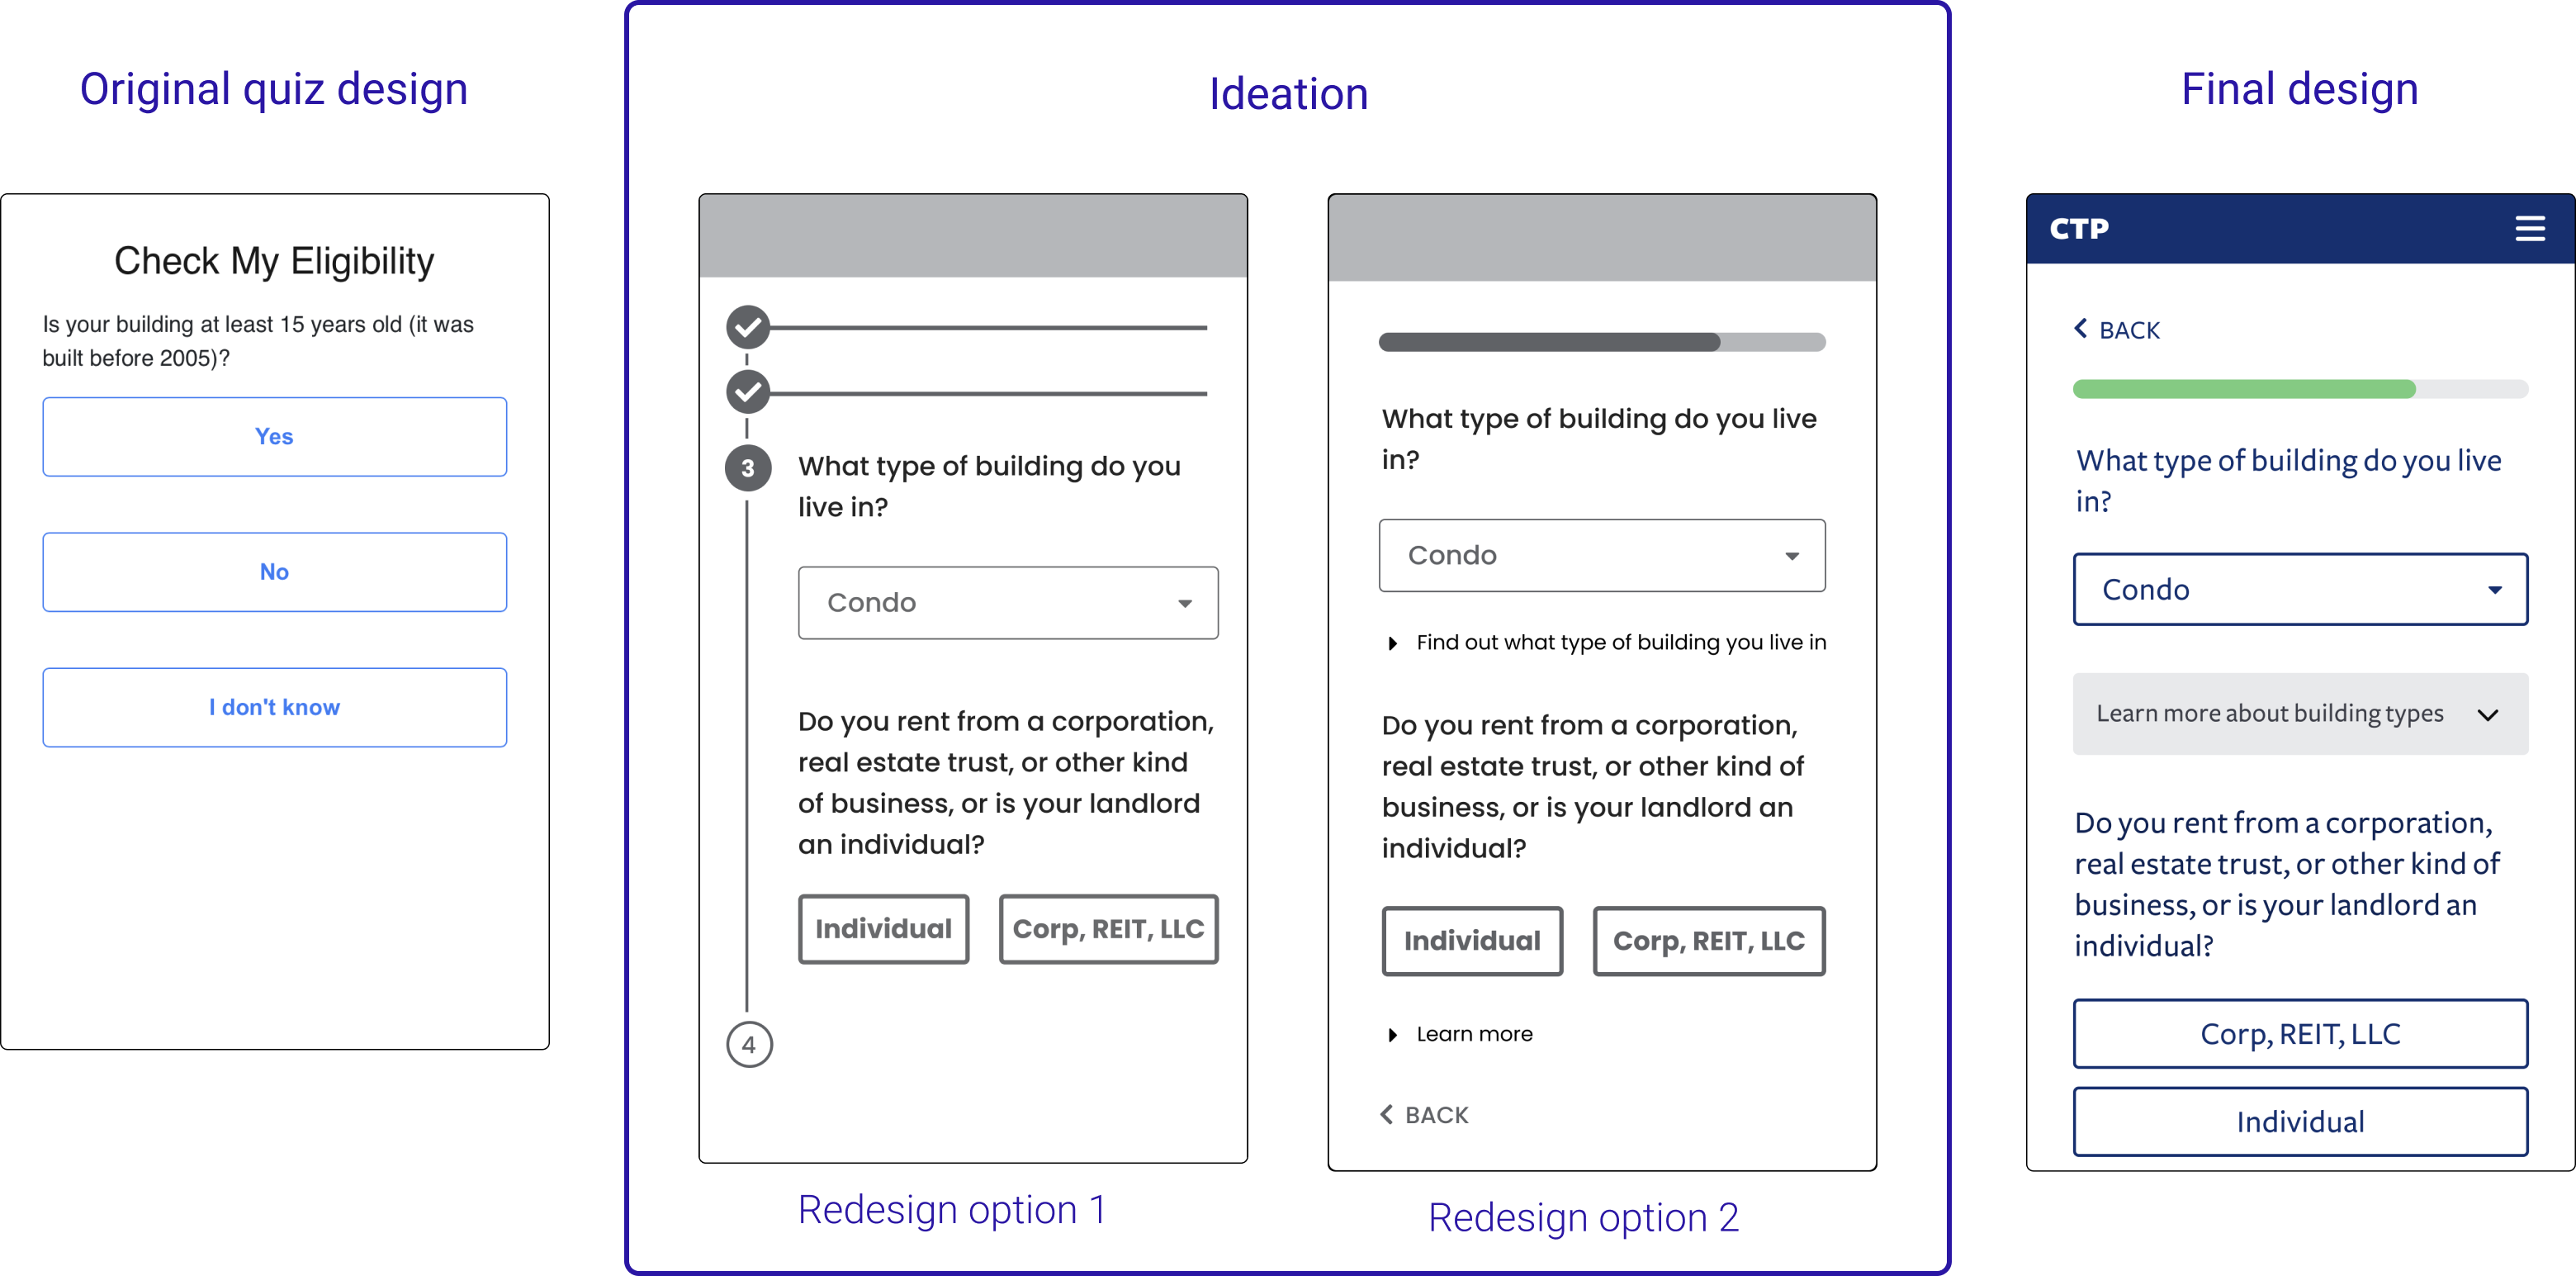 Original quiz design
Check My Eligibility
Is your building at least 15 years old (it was
built before 2005)?
Yes
No
I don't know
Ideation
3
What type of building do you
live in?
Condo
Do you rent from a corporation,
real estate trust, or other kind
of business, or is your landlord
an individual?
Individual
Corp, REIT, LLC
4
Redesign option 1
What type of building do you live
in?
Condo
Find out what type of building you live in
Do you rent from a corporation,
real estate trust, or other kind of
business, or is your landlord an
individual?
Individual
Corp, REIT, LLC
Learn more
BACK
Redesign option 2
Final design
CTP
BACK
What type of building do you live
in?
Condo
Learn more about building types
Do you rent from a corporation,
real estate trust, or other kind of
business, or is your landlord an
individual?
Corp, REIT, LLC
Individual